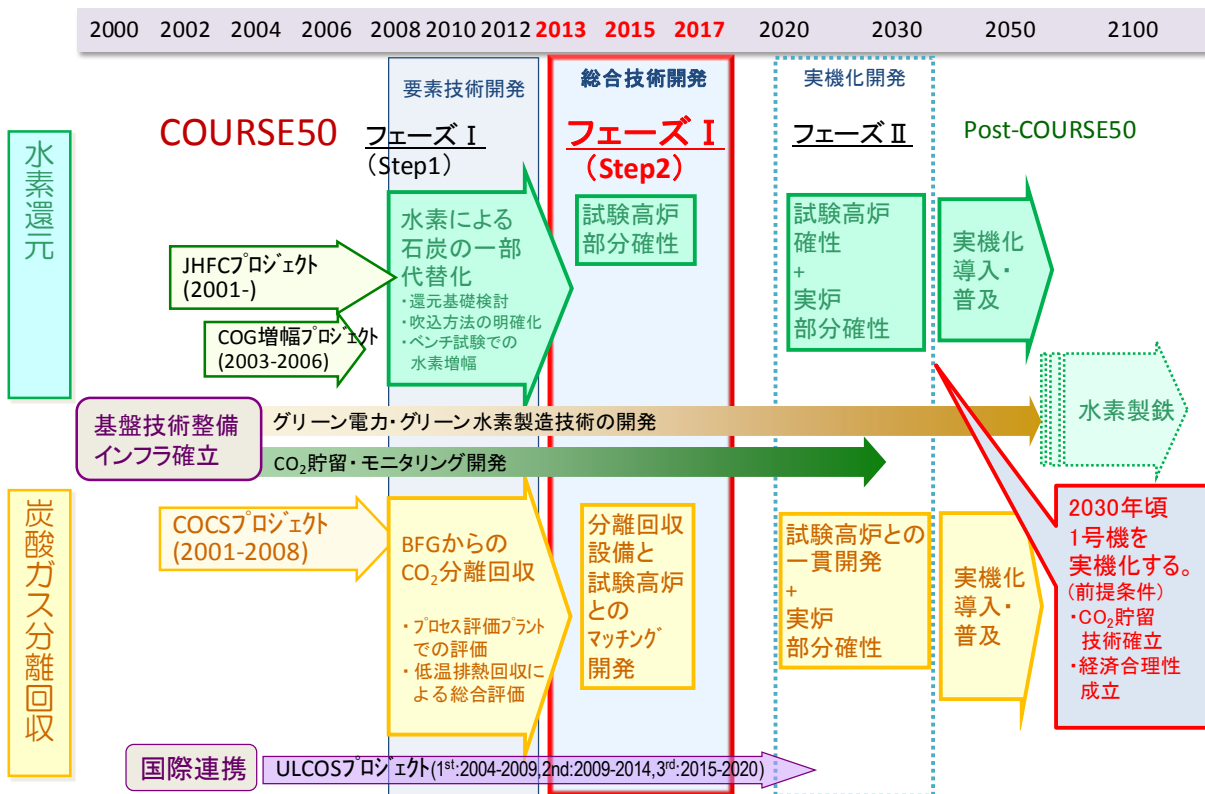 2000 2002 2004 2006 2008 2010 2012 2013 2015 2017 2020 2030 2050 2100
要素技術開発
総合技術開発
実機化開発
COURSE50
フェーズⅠ
(Step1)
フェーズⅠ
(Step2)
フェーズⅡ
Post-COURSE50
水素還元
JHFCプロジェクト
(2001-)
COG増幅プロジェクト
(2003-2006)
水素による
石炭の一部
代替化
・還元基礎検討
・吹込方法の明確化
・ベンチ試験での
水素増幅
試験高炉
部分確性
試験高炉
確性
+
実炉
部分確性
実機化
導入・
普及
水素製鉄
基盤技術整備
インフラ確立
グリーン電力・グリーン水素製造技術の開発
CO₂貯留・モニタリング開発
炭酸ガス分離回収
COCSプロジェクト
(2001-2008)
BFGからの
CO₂分離回収
・プロセス評価プラント
での評価
・低温排熱回収に
よる総合評価
分離回収
設備と
試験高炉
との
マッチング
開発
試験高炉との
一貫開発
+
実炉
部分確性
実機化
導入・
普及
2030年頃
1号機を
実機化する。
(前提条件)
・CO₂貯留
技術確立
・経済合理性
成立
国際連携
ULCOSプロジェクト(1st:2004-2009,2nd:2009-2014,3rd:2015-2020)